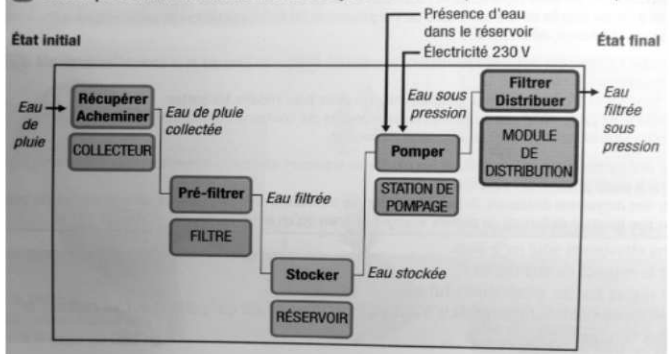 Présence d'eau
dans le réservoir
Électricité 230 V
État initial
État final
Eau
de
pluie
Récupérer
Acheminer
COLLECTEUR
Eau de pluie
collectée
Pré-filtrer
FILTRE
Eau filtrée
Stocker
RÉSERVOIR
Eau stockée
Pomper
STATION DE
POMPAGE
Eau sous
pression
Filtrer
Distribuer
MODULE
DE
DISTRIBUTION
Eau
filtrée
sous
pression